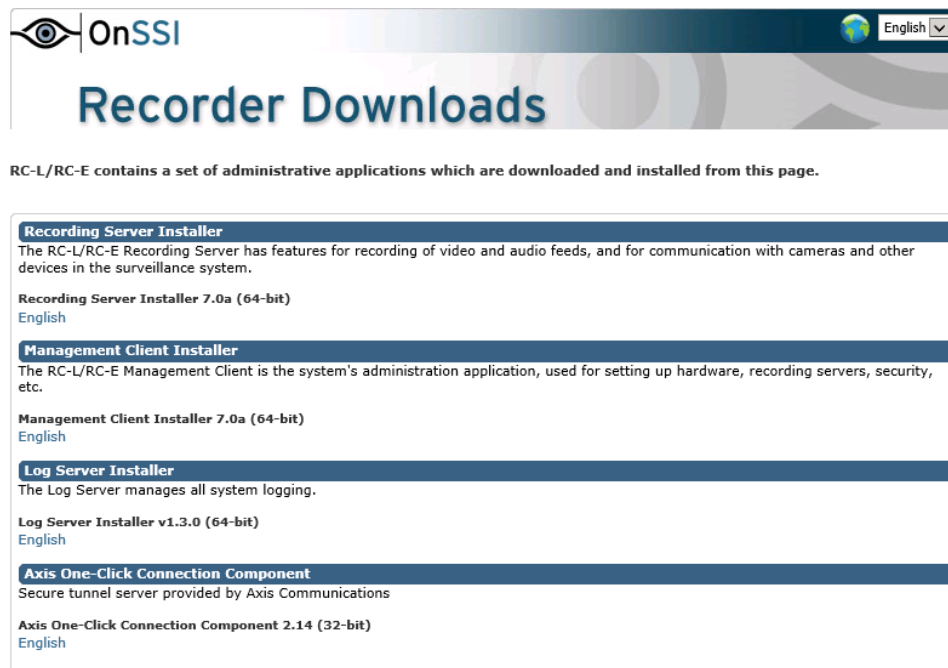 OnSSI
English
Recorder Downloads
RC-L/RC-E contains a set of administrative applications which are downloaded and installed from this page.
Recording Server Installer
The RC-L/RC-E Recording Server has features for recording of video and audio feeds, and for communication with cameras and other
devices in the surveillance system.
Recording Server Installer 7.0a (64-bit)
English
Management Client Installer
The RC-L/RC-E Management Client is the system's administration application, used for setting up hardware, recording servers, security,
etc.
Management Client Installer 7.0a (64-bit)
English
Log Server Installer
The Log Server manages all system logging.
Log Server Installer v1.3.0 (64-bit)
English
Axis One-Click Connection Component
Secure tunnel server provided by Axis Communications
Axis One-Click Connection Component 2.14 (32-bit)
English